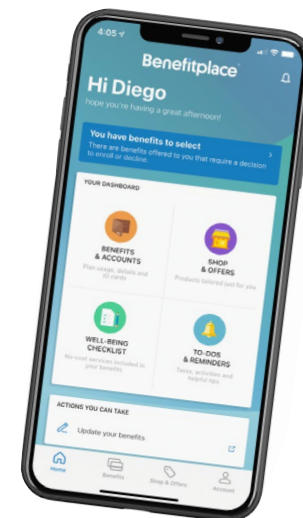 4:05
Benefitplace
Hi Diego
hope you're having a great afternoon!
You have benefits to select
There are benefits offered to you that require a decision
to enroll or decline.
YOUR DASHBOARD
BENEFITS
& ACCOUNTS
Plan usage, details and
ID cards
SHOP
& OFFERS
Products tailored just for you
WELL-BEING
CHECKLIST
No-cost services included in
your benefits
TO-DOS
& REMINDERS
Tasks, activities and
helpful tips
ACTIONS YOU CAN TAKE
Update your benefits
Home
Benefits
Shop & Offers
Account